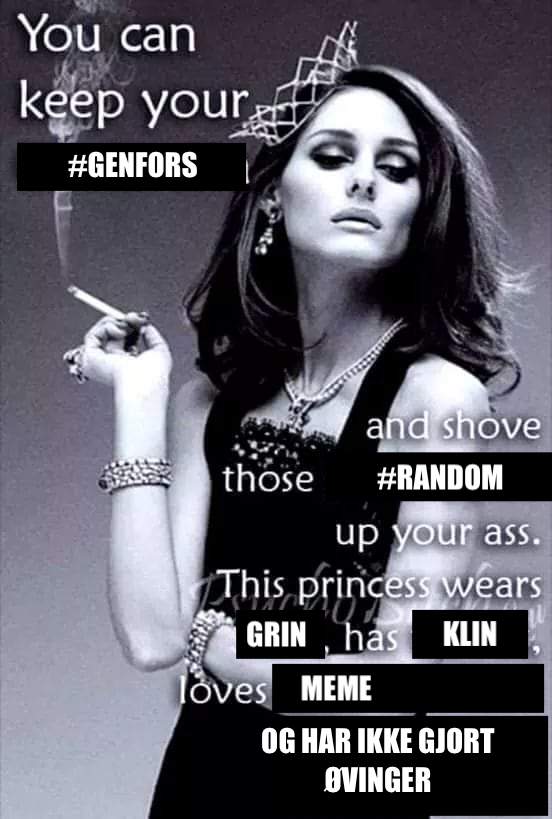 You can
keep your
#GENFORS
and shove
those #RANDOM
up your ass.
This princess wears
GRIN, has KLIN,
loves MEME
OG HAR IKKE GJORT
ØVINGER